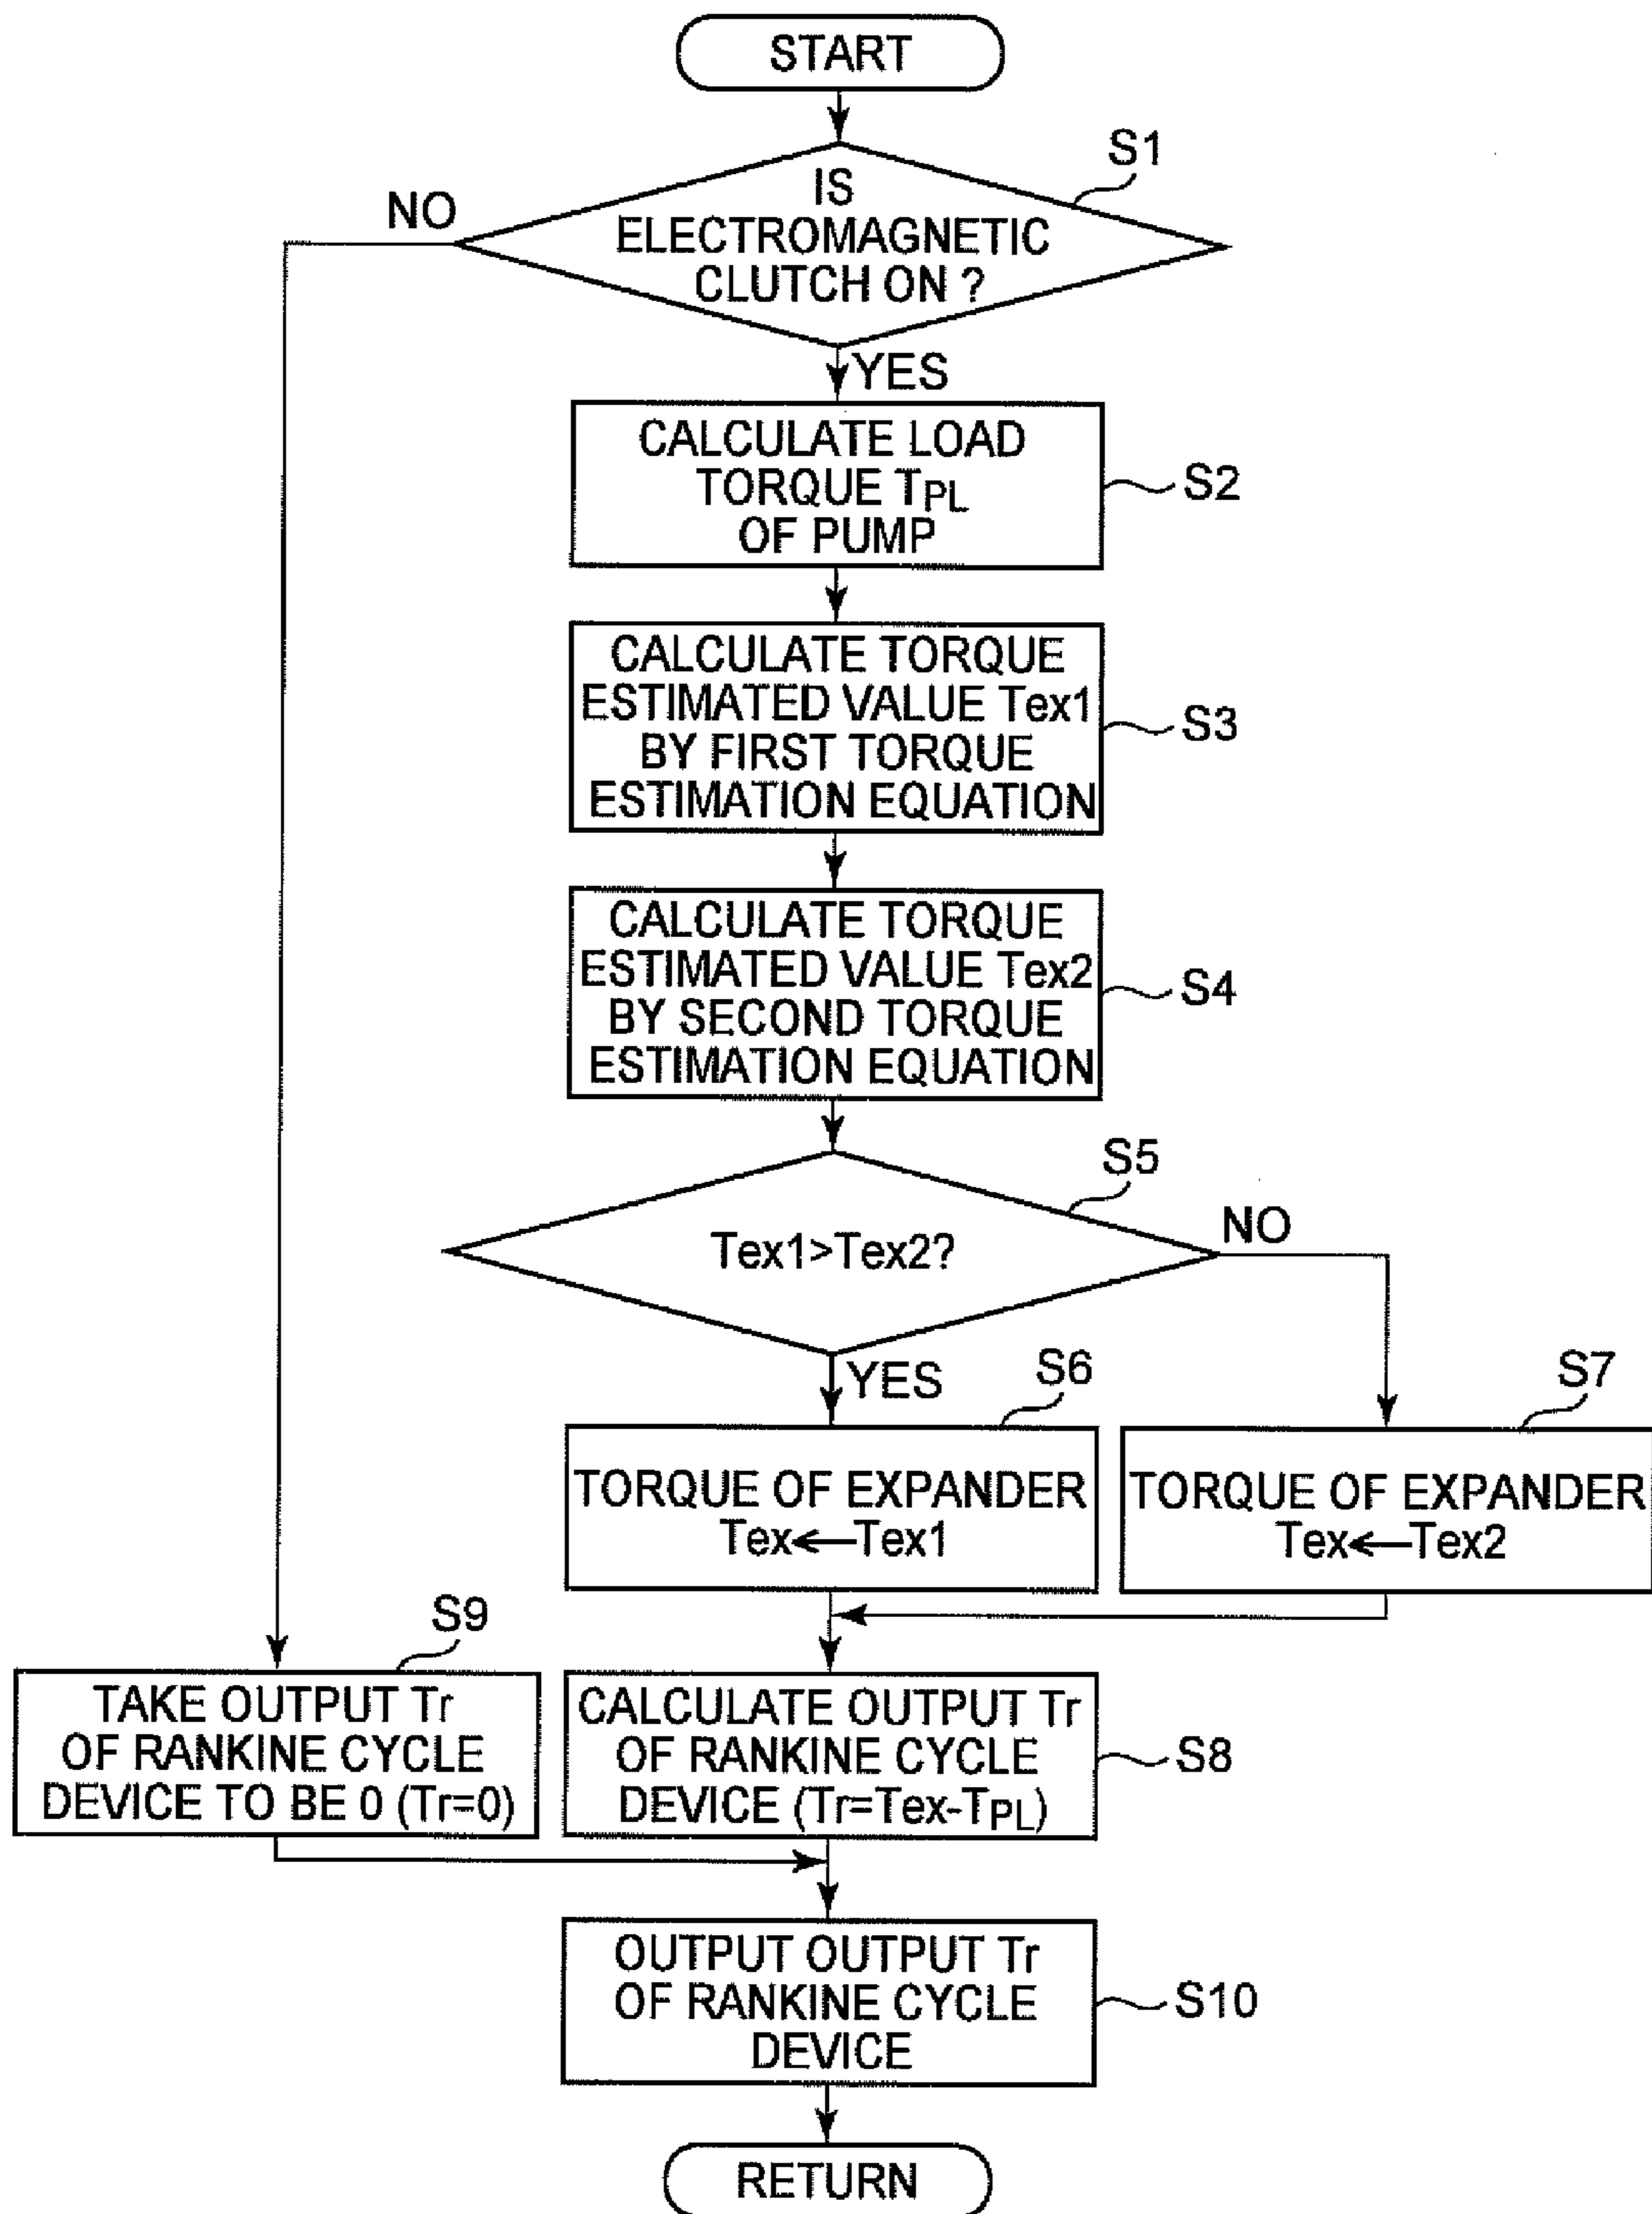 START
S1
IS
ELECTROMAGNETIC
CLUTCH ON ?
NO
YES
CALCULATE LOAD
TORQUE TPL
OF PUMP
S2
CALCULATE TORQUE
ESTIMATED VALUE Tex1
BY FIRST TORQUE
ESTIMATION EQUATION
S3
CALCULATE TORQUE
ESTIMATED VALUE Tex2
BY SECOND TORQUE
ESTIMATION EQUATION
S4
S5
Tex1>Tex2?
NO
YES
S6
TORQUE OF EXPANDER
Tex←Tex1
S7
TORQUE OF EXPANDER
Tex←Tex2
S9
TAKE OUTPUT Tr
OF RANKINE CYCLE
DEVICE TO BE 0 (Tr=0)
CALCULATE OUTPUT Tr
OF RANKINE CYCLE
DEVICE (Tr=Tex-TPL)
S8
OUTPUT OUTPUT Tr
OF RANKINE CYCLE
DEVICE
S10
RETURN